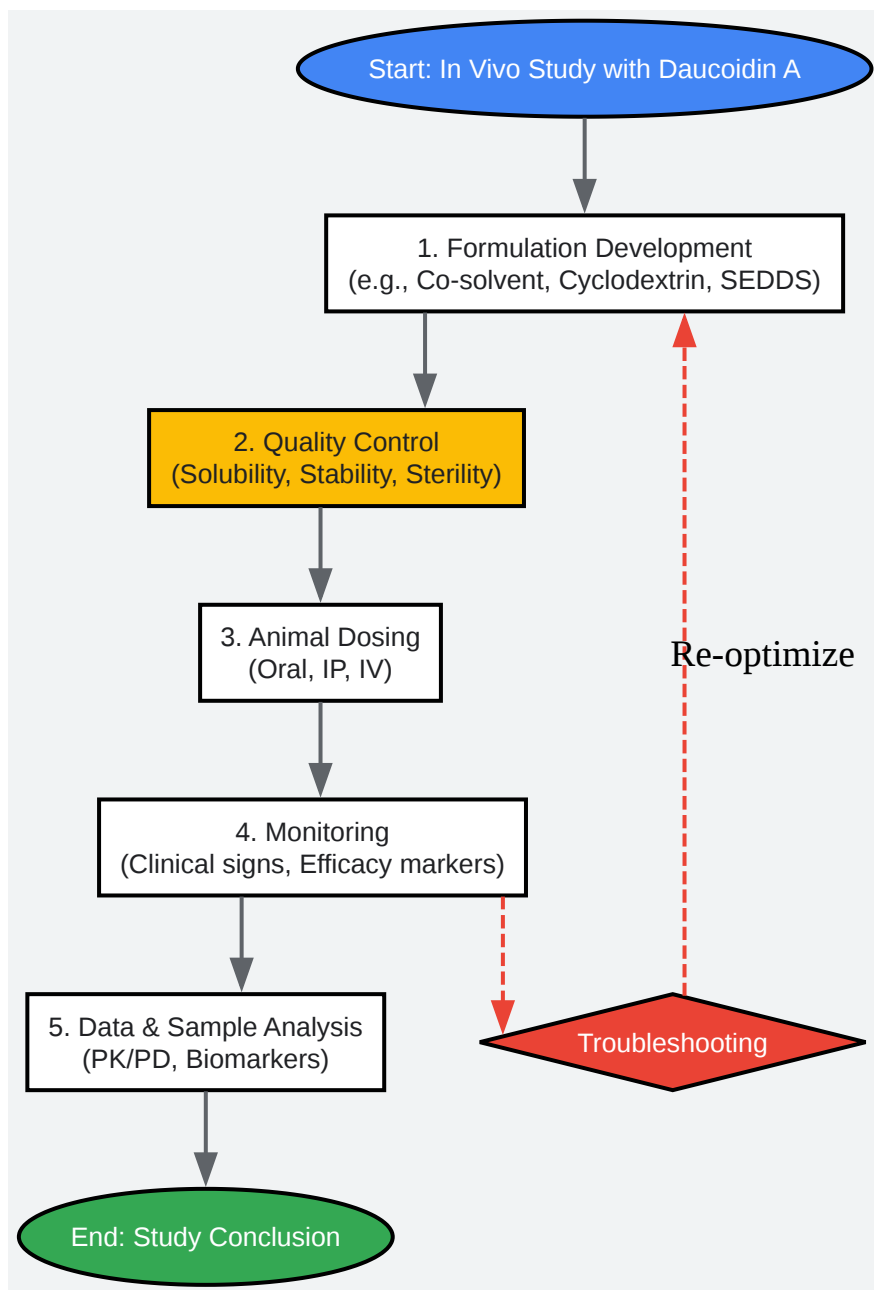 Start: In Vivo Study with Daucoidin A
1. Formulation Development
(e.g., Co-solvent, Cyclodextrin, SEDDS)
2. Quality Control
(Solubility, Stability, Sterility)
3. Animal Dosing
(Oral, IP, IV)
Re-optimize
4. Monitoring
(Clinical signs, Efficacy markers)
5. Data & Sample Analysis
(PK/PD, Biomarkers)
Troubleshooting
End: Study Conclusion